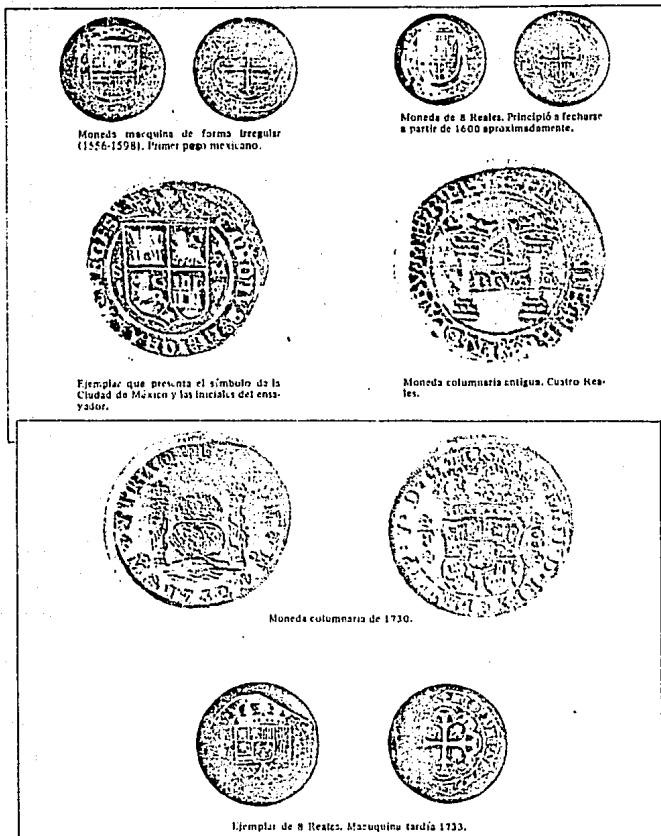 Moneda macquina de forma irregular
(1556-1598). Primer peso mexicano.
Moneda de 8 Reales. Principió a fecharse
a partir de 1600 aproximadamente.
Ejemplar que presenta el símbolo de la
Ciudad de México y las iniciales del ensa-
yador.
Moneda columnaria antigua. Cuatro Rea-
les.
Moneda columnaria de 1730.
Ejemplar de 8 Reales. Macuquina tardía 1733.